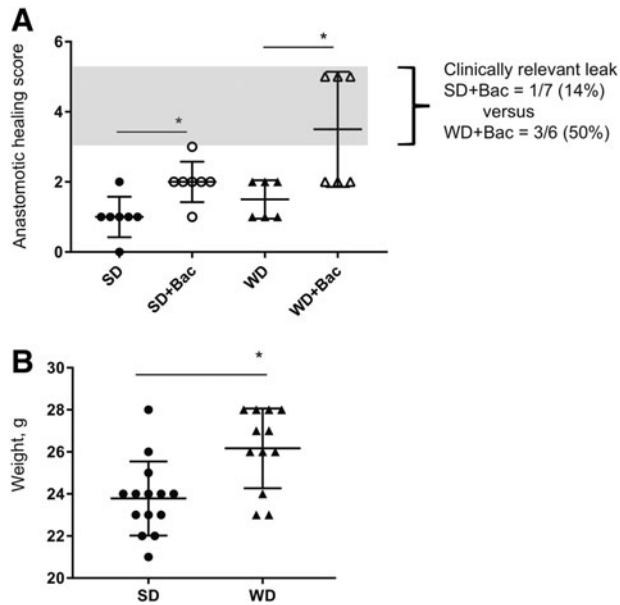 A
Anastomotic healing score
6
4
2
0
*
*
SD
SD+Bac
WD
WD+Bac
Clinically relevant leak
SD+Bac = 1/7 (14%)
versus
WD+Bac = 3/6 (50%)
B
Weight, g
30
28
26
24
22
20
*
SD
WD